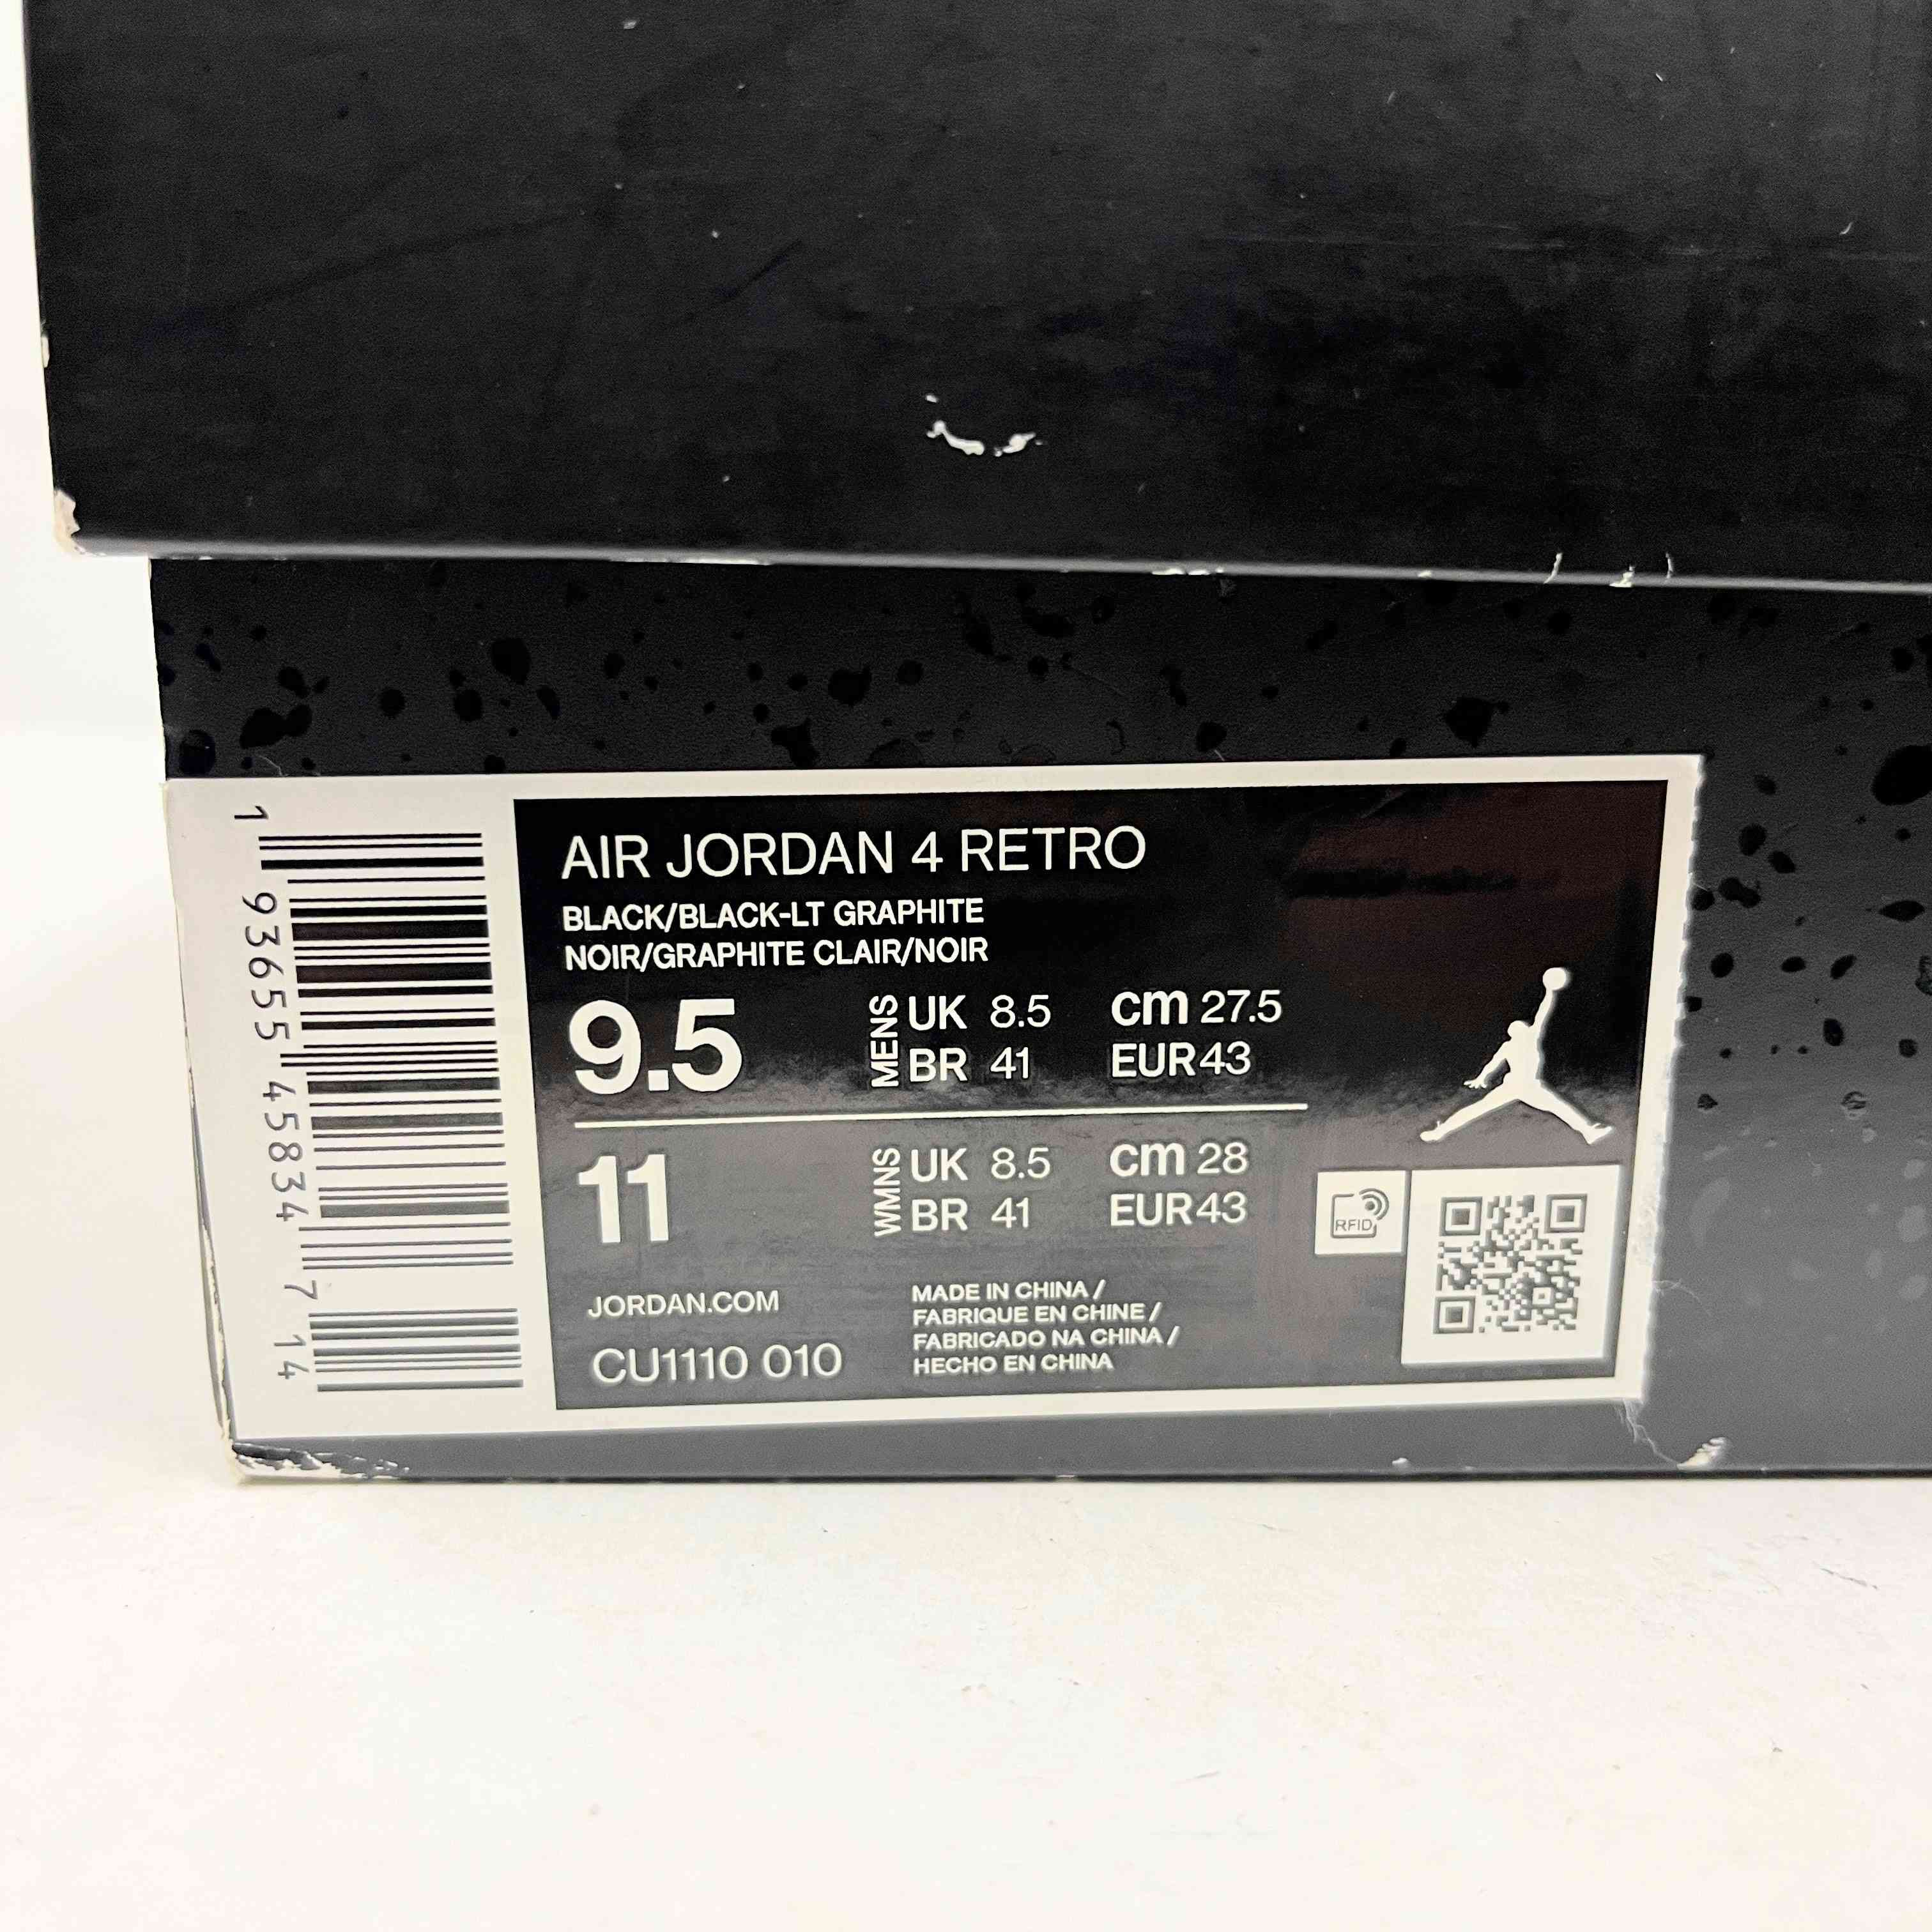 1 93655 45834 7 14
AIR JORDAN 4 RETRO
BLACK/BLACK-LT GRAPHITE
NOIR/GRAPHITE CLAIR/NOIR
9.5 MENS UK 8.5 cm 27.5
BR 41 EUR 43
11 WMNS UK 8.5 cm 28
BR 41 EUR 43
RFID
JORDAN.COM
CU1110 010
MADE IN CHINA /
FABRIQUE EN CHINE /
FABRICADO NA CHINA /
HECHO EN CHINA